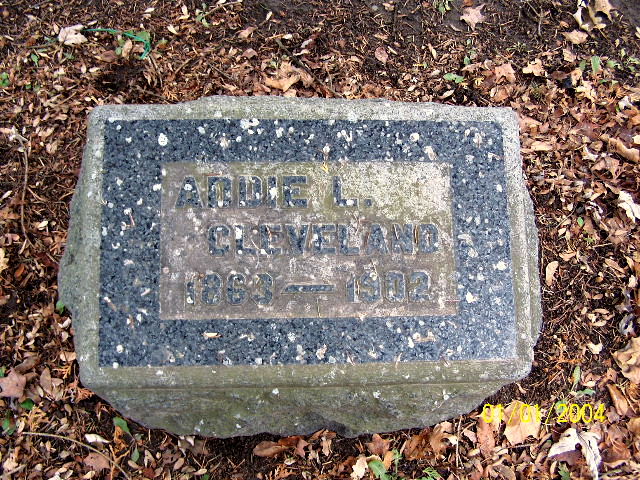 ADDIE L.
CLEVELAND
1863 — 1902
01/01/2004